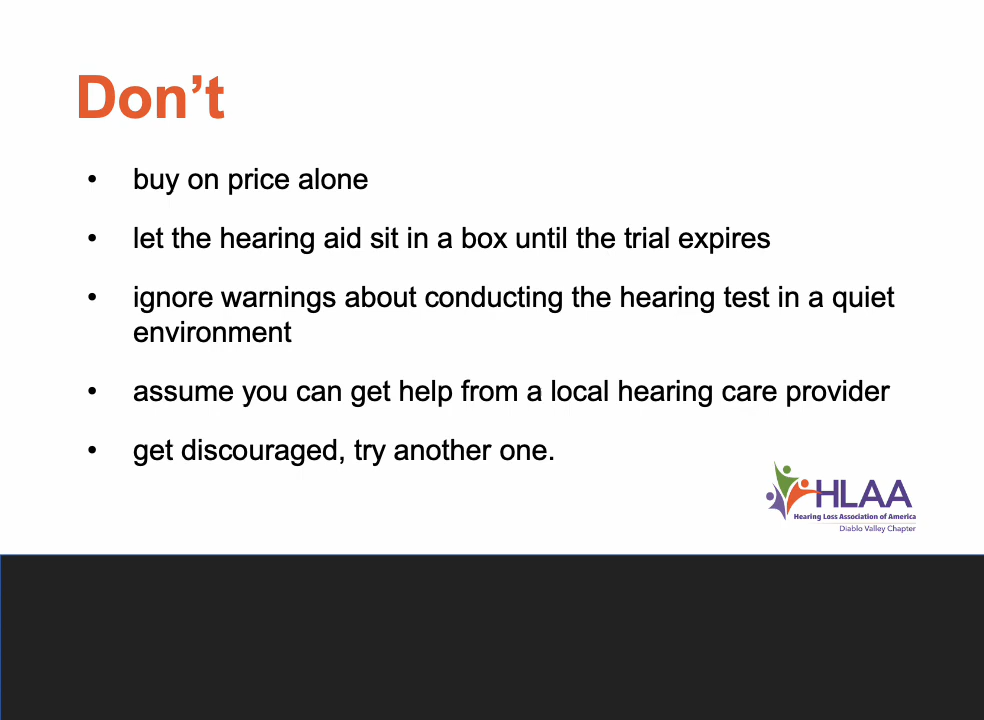 Don’t
• buy on price alone
• let the hearing aid sit in a box until the trial expires
• ignore warnings about conducting the hearing test in a quiet
environment
• assume you can get help from a local hearing care provider
• get discouraged, try another one.
HLAA
Hearing Loss Association of America
Diablo Valley Chapter